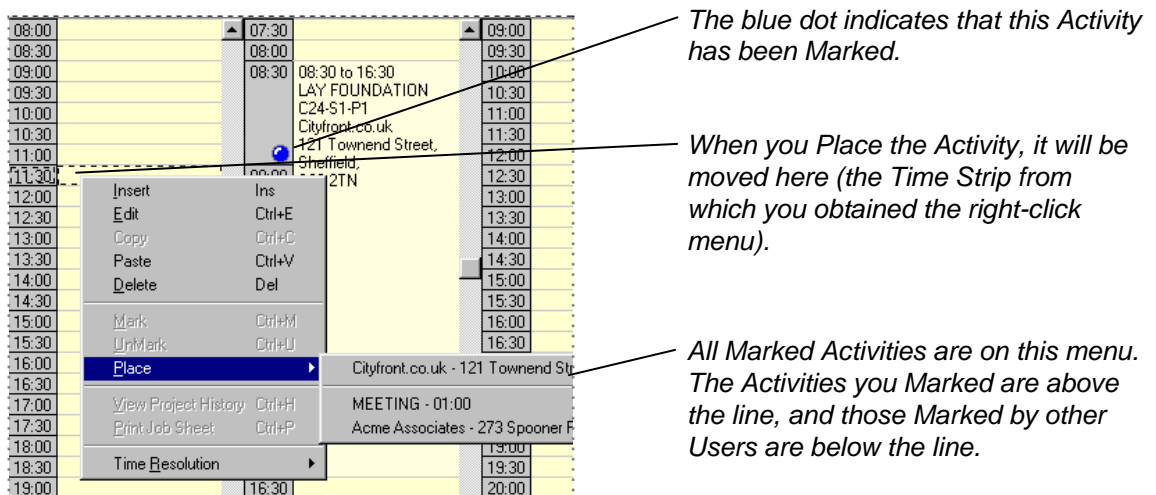 08:00
08:30
09:00
09:30
10:00
10:30
11:00
11:30
12:00
12:30
13:00
13:30
14:00
14:30
15:00
15:30
16:00
16:30
17:00
17:30
18:00
18:30
19:00
Insert Ins
Edit Ctrl+E
Copy Ctrl+C
Paste Ctrl+V
Delete Del
Mark Ctrl+M
UnMark Ctrl+U
Place
View Project History Ctrl+H
Print Job Sheet Ctrl+P
Time Resolution
Cityfront.co.uk - 121 Townend
MEETING - 01:00
Acme Associates - 273 Spooner
07:30
08:00
08:30
16:30
08:30 to 16:30
LAY FOUNDATION
C24-S1-P1
Cityfront.co.uk
121 Townend Street,
Sheffield,
2TN
09:00
09:30
10:00
10:30
11:00
11:30
12:00
12:30
13:00
13:30
14:00
14:30
15:00
15:30
16:00
16:30
19:00
19:30
20:00
The blue dot indicates that this Activity
has been Marked.
When you Place the Activity, it will be
moved here (the Time Strip from
which you obtained the right-click
menu).
All Marked Activities are on this menu.
The Activities you Marked are above
the line, and those Marked by other
Users are below the line.